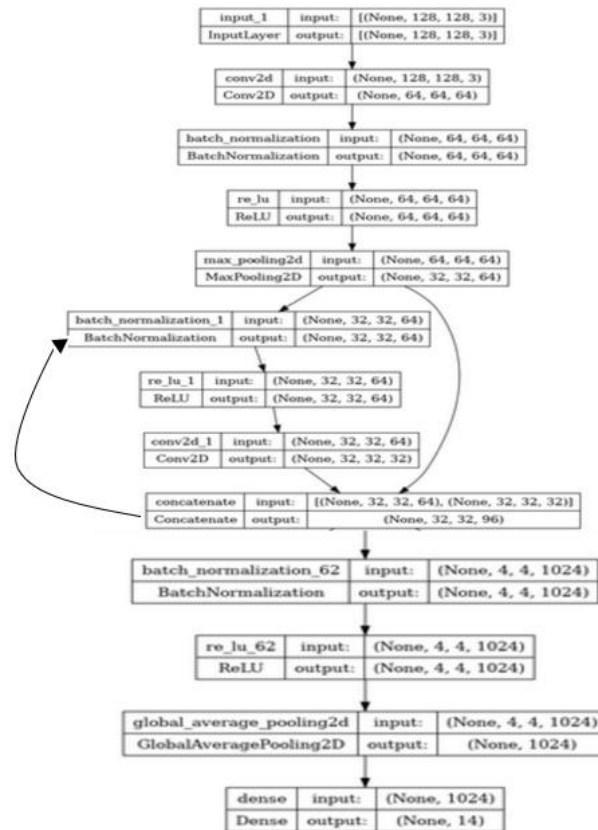 input_1 input: [(None, 128, 128, 3)]
InputLayer output: [(None, 128, 128, 3)]
conv2d input: (None, 128, 128, 3)
Conv2D output: (None, 64, 64, 64)
batch_normalization input: (None, 64, 64, 64)
BatchNormalization output: (None, 64, 64, 64)
re_lu input: (None, 64, 64, 64)
ReLU output: (None, 64, 64, 64)
max_pooling2d input: (None, 64, 64, 64)
MaxPooling2D output: (None, 32, 32, 64)
batch_normalization_1 input: (None, 32, 32, 64)
BatchNormalization output: (None, 32, 32, 64)
re_lu_1 input: (None, 32, 32, 64)
ReLU output: (None, 32, 32, 64)
conv2d_1 input: (None, 32, 32, 64)
Conv2D output: (None, 32, 32, 32)
concatenate input: [(None, 32, 32, 64), (None, 32, 32, 32)]
Concatenate output: (None, 32, 32, 96)
batch_normalization_62 input: (None, 4, 4, 1024)
BatchNormalization output: (None, 4, 4, 1024)
re_lu_62 input: (None, 4, 4, 1024)
ReLU output: (None, 4, 4, 1024)
global_average_pooling2d input: (None, 4, 4, 1024)
GlobalAveragePooling2D output: (None, 1024)
dense input: (None, 1024)
Dense output: (None, 14)